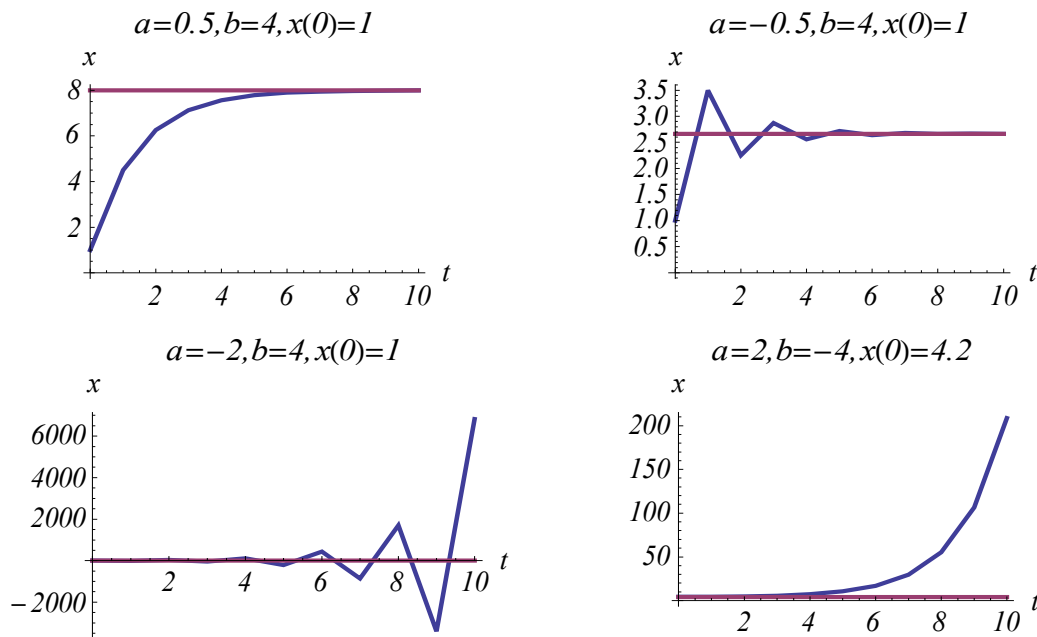 a=0.5,b=4,x(0)=1
x
8
6
4
2
2 4 6 8 10 t
a=−0.5,b=4,x(0)=1
x
3.5
3.0
2.5
2.0
1.5
1.0
0.5
2 4 6 8 10 t
a=−2,b=4,x(0)=1
x
6000
4000
2000
2 4 6 8 10 t
−2000
a=2,b=−4,x(0)=4.2
x
200
150
100
50
2 4 6 8 10 t